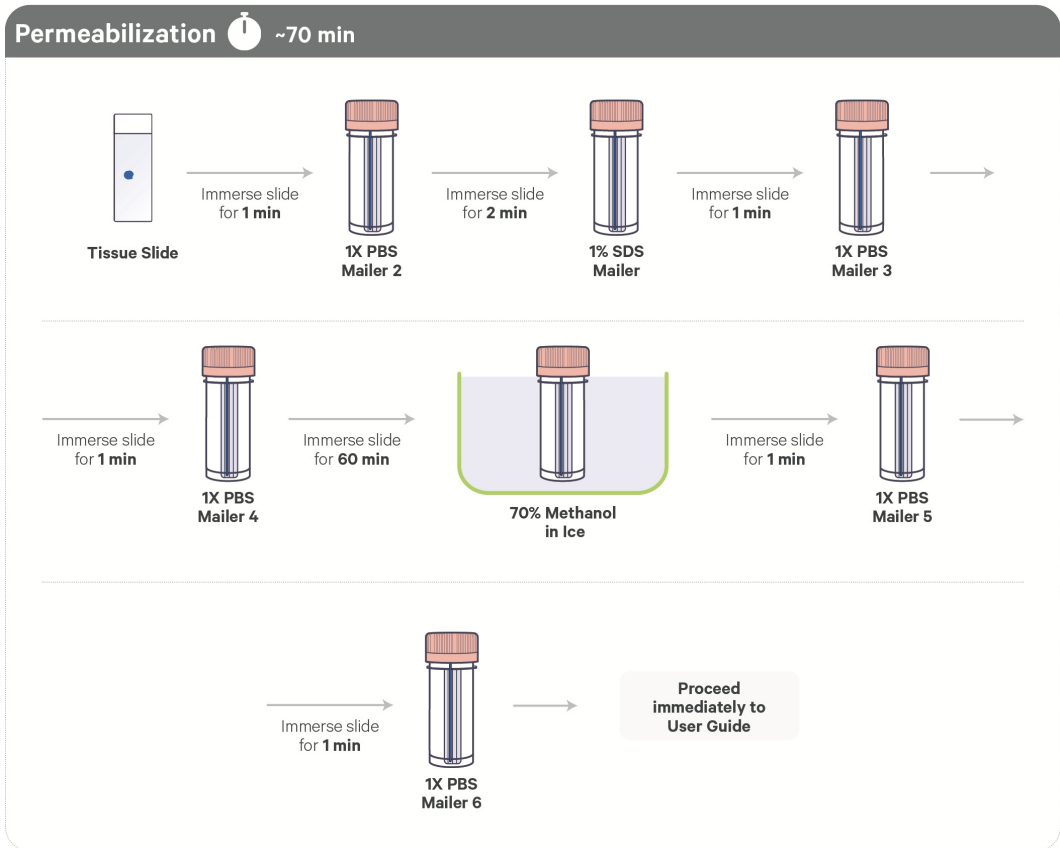 Permeabilization ~70 min
Immerse slide
for 1 min
Immerse slide
for 2 min
Immerse slide
for 1 min
Tissue Slide
1X PBS
Mailer 2
1% SDS
Mailer
1X PBS
Mailer 3
Immerse slide
for 1 min
Immerse slide
for 60 min
Immerse slide
for 1 min
1X PBS
Mailer 4
70% Methanol
in Ice
1X PBS
Mailer 5
Immerse slide
for 1 min
1X PBS
Mailer 6
Proceed
immediately to
User Guide